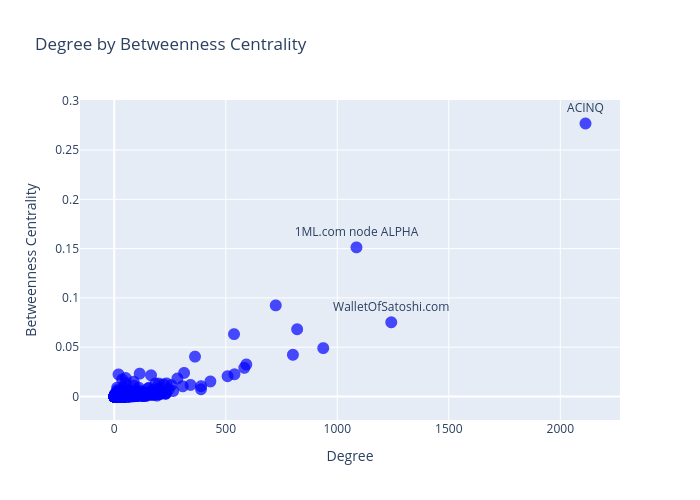 Degree by Betweenness Centrality
0.3
0.25
0.2
0.15
0.1
0.05
0
Betweenness Centrality
ACINQ
1ML.com node ALPHA
WalletOfSatoshi.com
0
500
1000
1500
2000
Degree